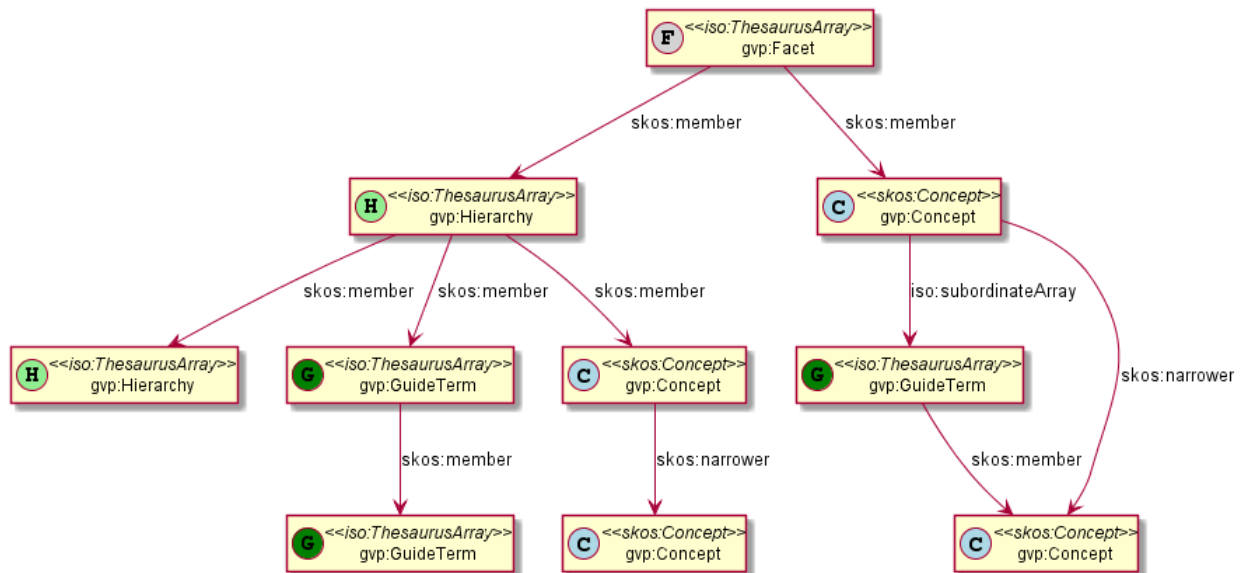 F
<<iso:ThesaurusArray>>
gvp:Facet
skos:member
skos:member
H
<<iso:ThesaurusArray>>
gvp:Hierarchy
C
<<skos:Concept>>
gvp:Concept
skos:member
skos:member
skos:member
iso:subordinateArray
skos:narrower
H
<<iso:ThesaurusArray>>
gvp:Hierarchy
G
<<iso:ThesaurusArray>>
gvp:GuideTerm
C
<<skos:Concept>>
gvp:Concept
G
<<iso:ThesaurusArray>>
gvp:GuideTerm
skos:member
skos:narrower
skos:member
G
<<iso:ThesaurusArray>>
gvp:GuideTerm
C
<<skos:Concept>>
gvp:Concept
C
<<skos:Concept>>
gvp:Concept